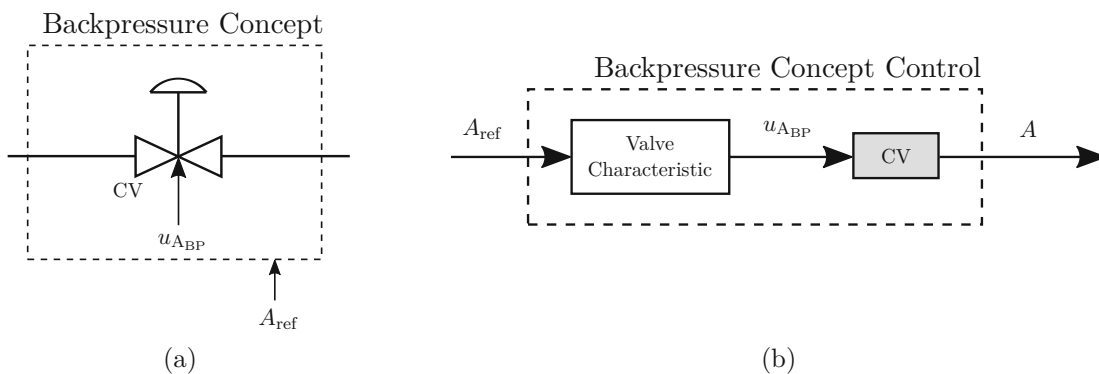 Backpressure Concept
CV
u_{A_{BP}}
A_{ref}
(a)
Backpressure Concept Control
A_{ref}
Valve
Characteristic
u_{A_{BP}}
CV
A
(b)